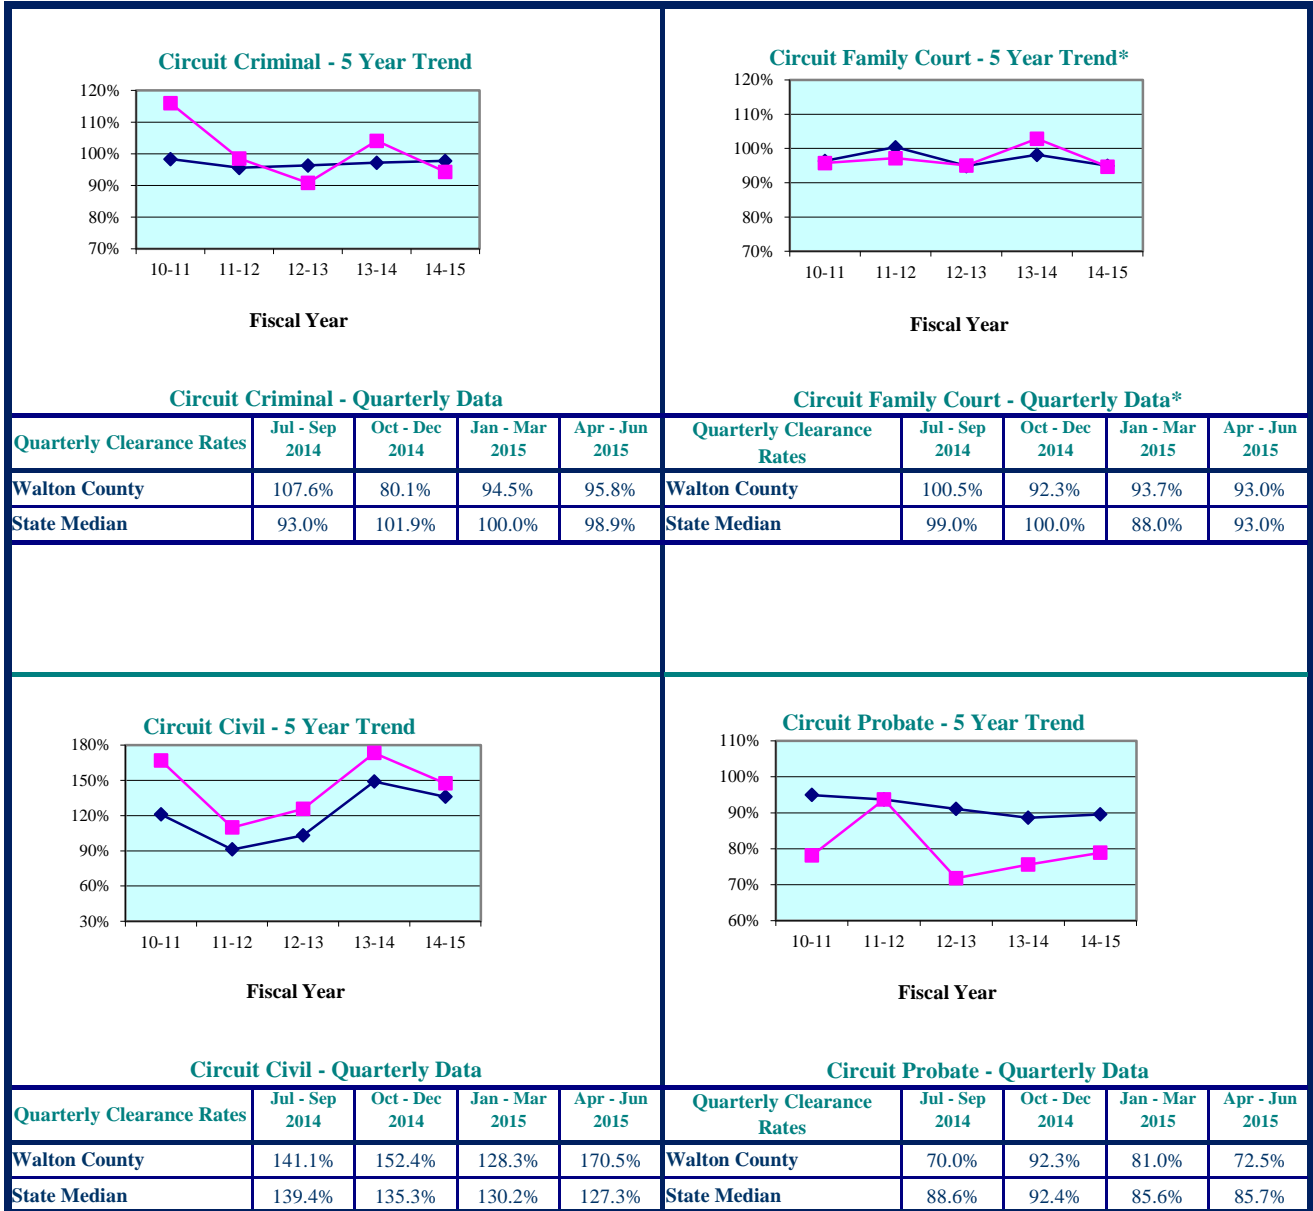 Circuit Criminal - 5 Year Trend
120%
110%
100%
90%
80%
70%
10-11 11-12 12-13 13-14 14-15
Fiscal Year
Circuit Criminal - Quarterly Data
Quarterly Clearance Rates Jul - Sep 2014 Oct - Dec 2014 Jan - Mar 2015 Apr - Jun 2015
Walton County 107.6% 80.1% 94.5% 95.8%
State Median 93.0% 101.9% 100.0% 98.9%
Circuit Family Court - 5 Year Trend*
120%
110%
100%
90%
80%
70%
10-11 11-12 12-13 13-14 14-15
Fiscal Year
Circuit Family Court - Quarterly Data*
Quarterly Clearance Rates Jul - Sep 2014 Oct - Dec 2014 Jan - Mar 2015 Apr - Jun 2015
Walton County 100.5% 92.3% 93.7% 93.0%
State Median 99.0% 100.0% 88.0% 93.0%
Circuit Civil - 5 Year Trend
180%
150%
120%
90%
60%
30%
10-11 11-12 12-13 13-14 14-15
Fiscal Year
Circuit Civil - Quarterly Data
Quarterly Clearance Rates Jul - Sep 2014 Oct - Dec 2014 Jan - Mar 2015 Apr - Jun 2015
Walton County 141.1% 152.4% 128.3% 170.5%
State Median 139.4% 135.3% 130.2% 127.3%
Circuit Probate - 5 Year Trend
110%
100%
90%
80%
70%
60%
10-11 11-12 12-13 13-14 14-15
Fiscal Year
Circuit Probate - Quarterly Data
Quarterly Clearance Rates Jul - Sep 2014 Oct - Dec 2014 Jan - Mar 2015 Apr - Jun 2015
Walton County 70.0% 92.3% 81.0% 72.5%
State Median 88.6% 92.4% 85.6% 85.7%